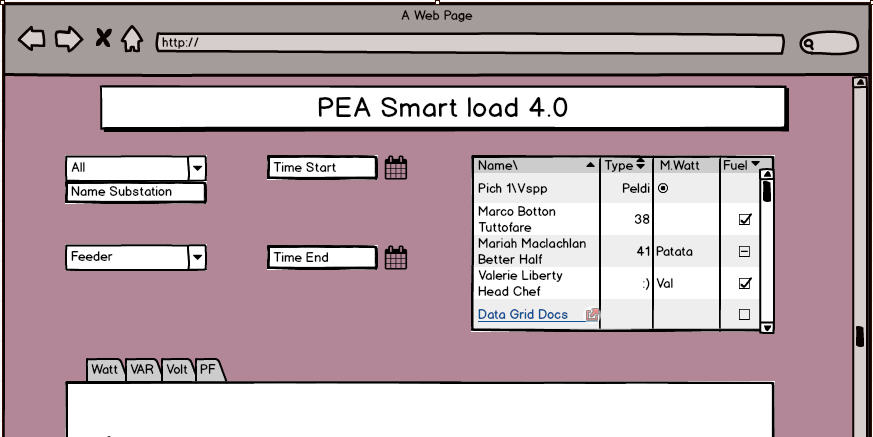 A Web Page
http://
PEA Smart load 4.0
All
Name Substation
Time Start
Feeder
Time End
Name\ Type M.Watt Fuel
Pich 1\Vspp Peldi
Marco Botton
Tuttofare 38
Mariah Maclachlan
Better Half 41 Patata
Valerie Liberty
Head Chef :) Val
Data Grid Docs
Watt VAR Volt PF